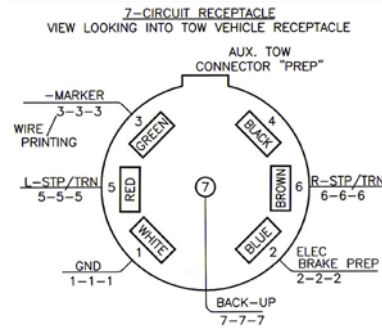 7-CIRCUIT RECEPTACLE
VIEW LOOKING INTO TOW VEHICLE RECEPTACLE
AUX. TOW
CONNECTOR "PREP"
-MARKER
3-3-3
WIRE
PRINTING
3
GREEN
4
BLACK
L-STP/TRN
5-5-5
5
RED
7
BROWN
6
R-STP/TRN
6-6-6
WHITE
1
BLUE
2
GND
1-1-1
ELEC
BRAKE PREP
2-2-2
BACK-UP
7-7-7